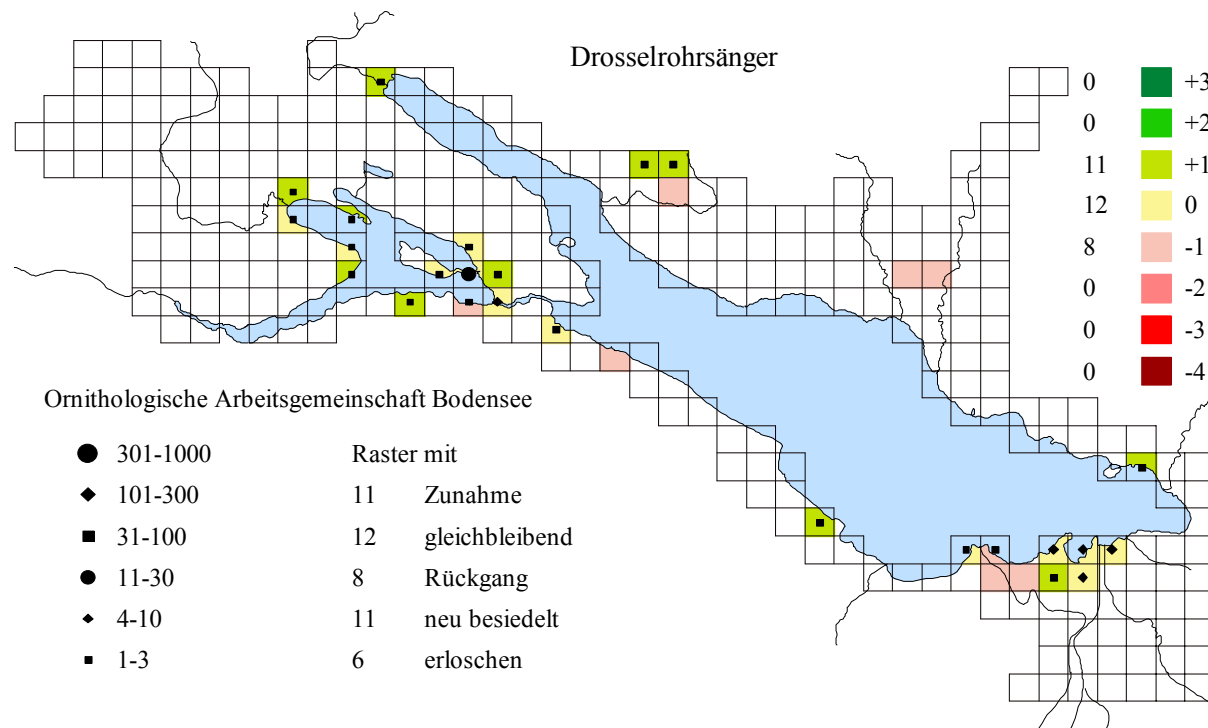 Drosselrohrsänger
0 +3
0 +2
11 +1
12 0
8 -1
0 -2
0 -3
0 -4
Ornithologische Arbeitsgemeinschaft Bodensee
301-1000 Raster mit
101-300 11 Zunahme
31-100 12 gleichbleibend
11-30 8 Rückgang
4-10 11 neu besiedelt
1-3 6 erloschen